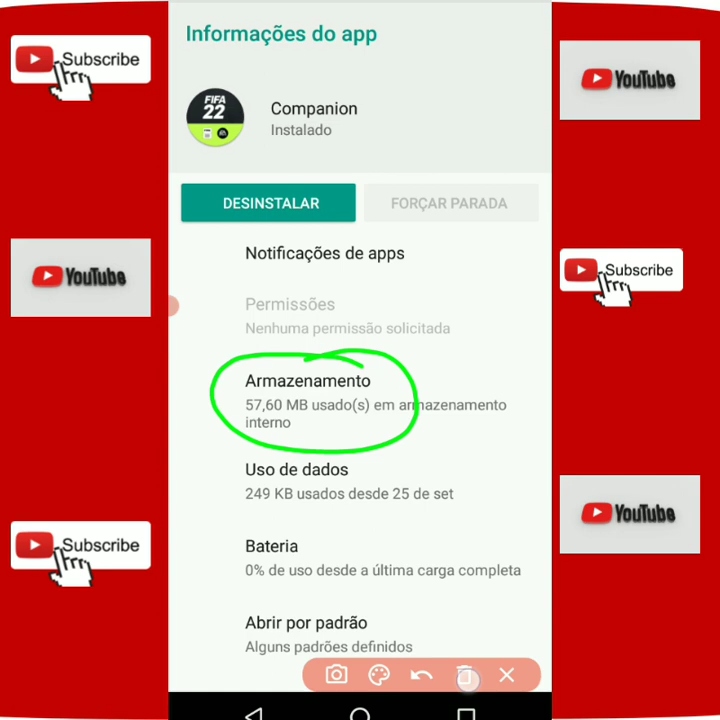 Informações do app
FIFA
22
Companion
Instalado
DESINSTALAR
FORÇAR PARADA
Notificações de apps
Permissões
Nenhuma permissão solicitada
Armazenamento
57,60 MB usado(s) em armazenamento
interno
Uso de dados
249 KB usados desde 25 de set
Bateria
0% de uso desde a última carga completa
Abrir por padrão
Alguns padrões definidos
Subscribe
YouTube
Subscribe
YouTube
Subscribe
YouTube